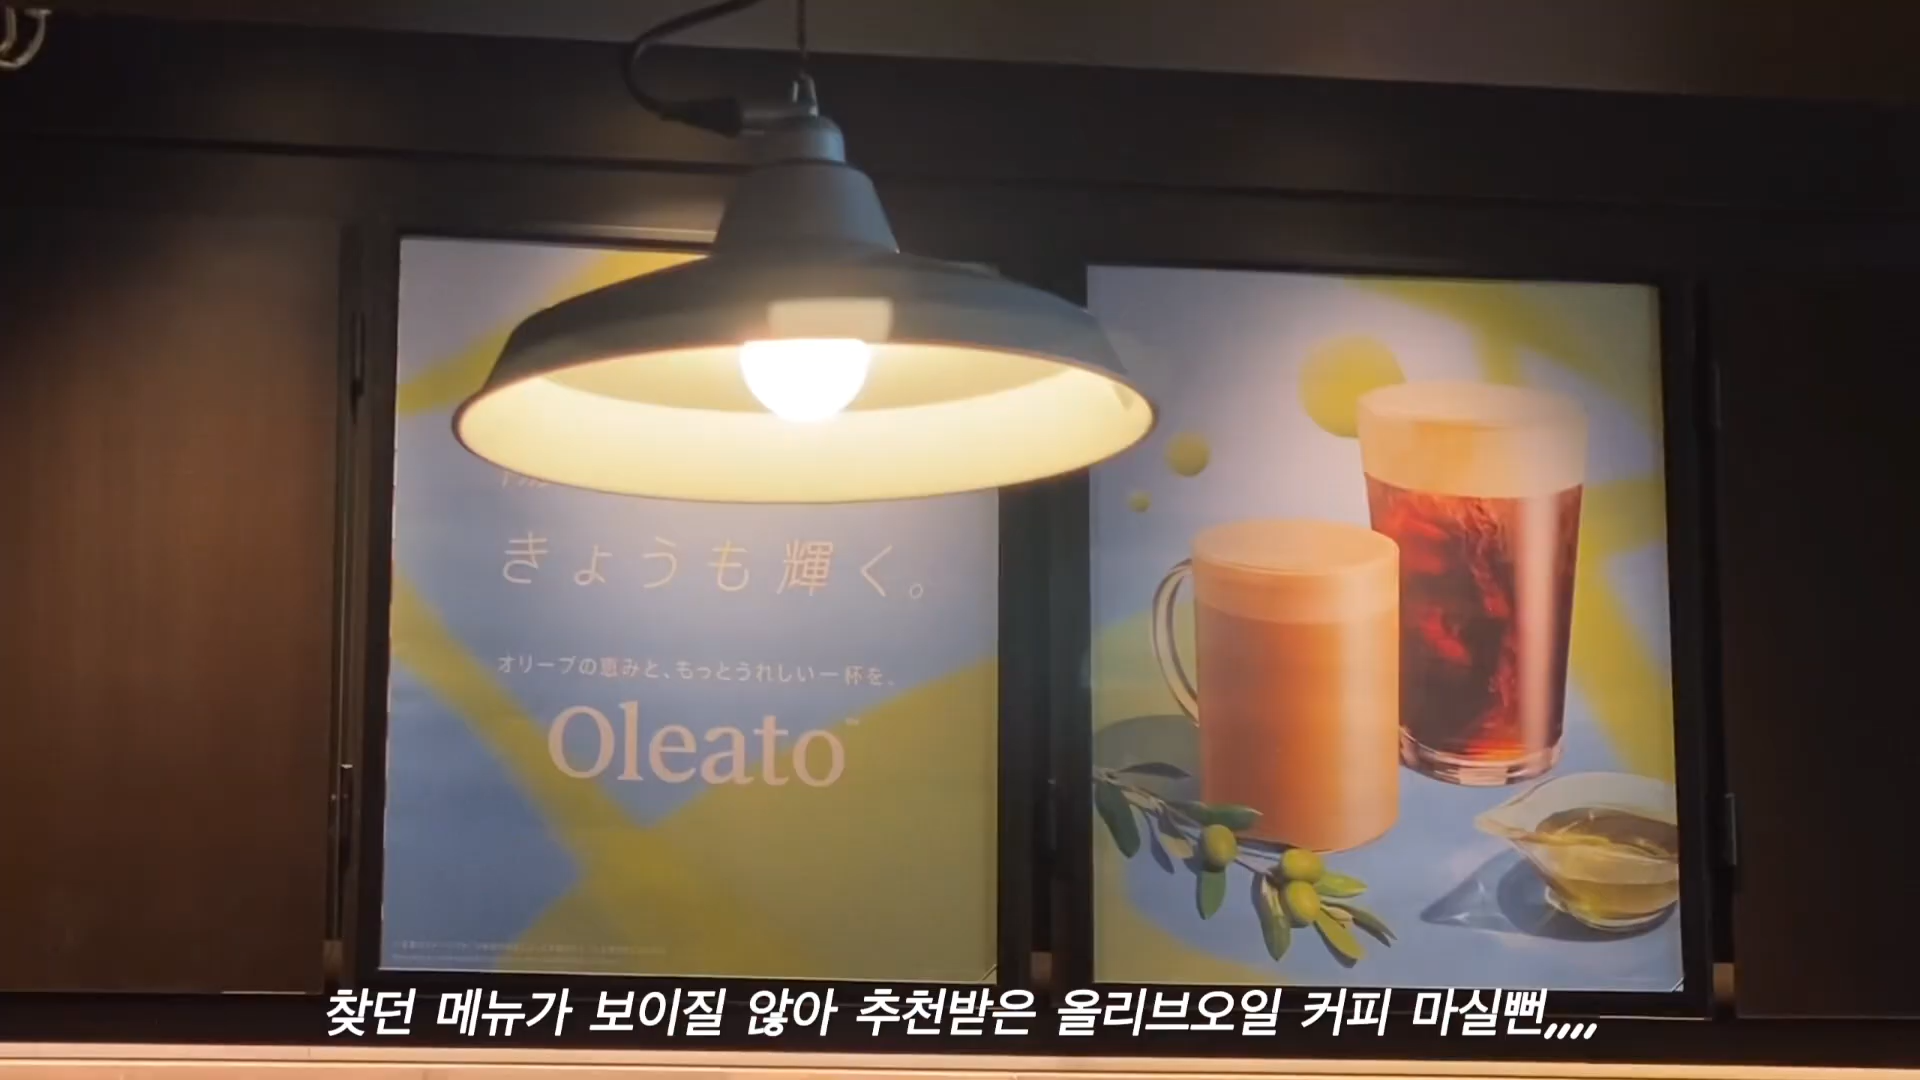 きょうも輝く。
オリーブの恵みと、もっとうれしい一杯を。
Oleato™
찾던 메뉴가 보이질 않아 추천받은 올리브오일 커피 마실뻔,,,,